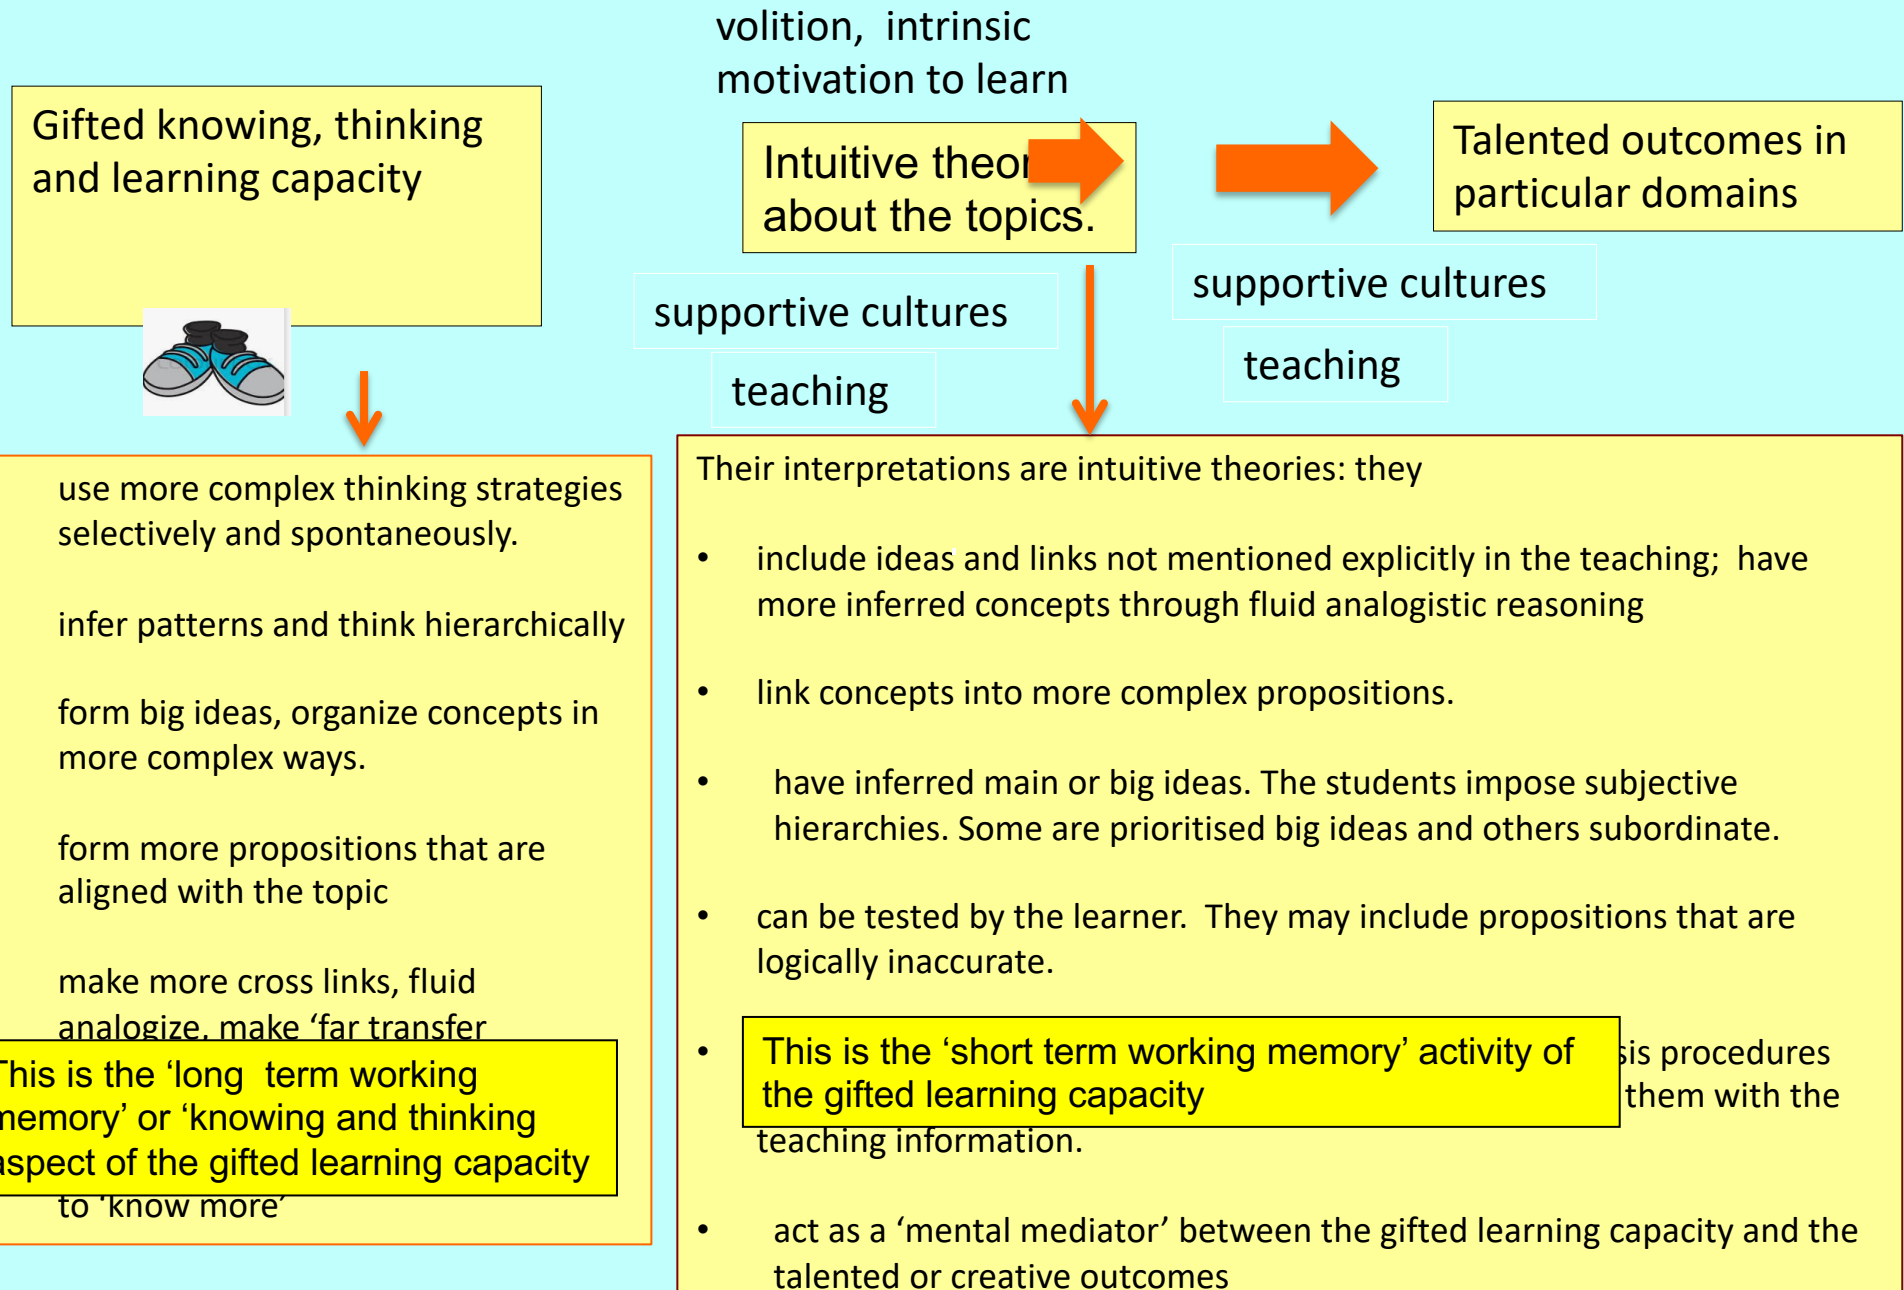 volition, intrinsic
motivation to learn
Gifted knowing, thinking
and learning capacity
Intuitive
about the topics.
Talented outcomes in
particular domains
supportive cultures
teaching
supportive cultures
teaching
use more complex thinking strategies
selectively and spontaneously.
infer patterns and think hierarchically
form big ideas, organize concepts in
more complex ways.
form more propositions that are
aligned with the topic
make more cross links, fluid
analogize, make ‘far transfer
This is the ‘long term working
memory’ or ‘knowing and thinking
aspect of the gifted learning capacity
to ‘know more’
Their interpretations are intuitive theories: they
• include ideas and links not mentioned explicitly in the teaching; have
more inferred concepts through fluid analogistic reasoning
• link concepts into more complex propositions.
• have inferred main or big ideas. The students impose subjective
hierarchies. Some are prioritised big ideas and others subordinate.
• can be tested by the learner. They may include propositions that are
logically inaccurate.
• This is the ‘short term working memory’ activity of
the gifted learning capacity
procedures
them with the
teaching information.
• act as a ‘mental mediator’ between the gifted learning capacity and the
talented or creative outcomes